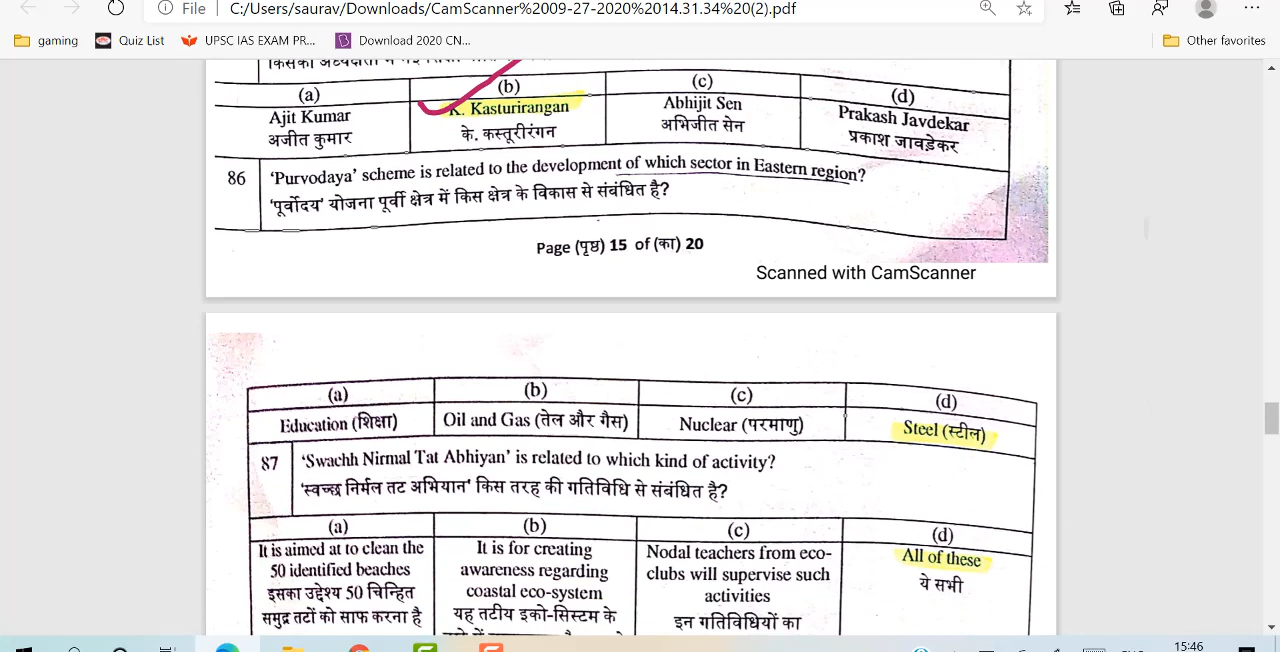 File
C:/Users/saurav/Downloads/CamScanner%2009-27-2020%2014.31.34%20(2).pdf
gaming
Quiz List
UPSC IAS EXAM PR...
Download 2020 CN...
Other favorites
(a)
Ajit Kumar
अजीत कुमार
(b)
K. Kasturirangan
के. कस्तूरीरंगन
(c)
Abhijit Sen
अभिजीत सेन
(d)
Prakash Javdekar
प्रकाश जावड़ेकर
86
'Purvodaya' scheme is related to the development of which sector in Eastern region?
'पूर्वोदय' योजना पूर्वी क्षेत्र में किस क्षेत्र के विकास से संबंधित है?
Page (पृष्ठ) 15 of (का) 20
Scanned with CamScanner
(a)
Education (शिक्षा)
(b)
Oil and Gas (तेल और गैस)
(c)
Nuclear (परमाणु)
(d)
Steel (स्टील)
87
'Swachh Nirmal Tat Abhiyan' is related to which kind of activity?
'स्वच्छ निर्मल तट अभियान' किस तरह की गतिविधि से संबंधित है?
(a)
It is aimed at to clean the
50 identified beaches
इसका उद्देश्य 50 चिन्हित
समुद्र तटों को साफ करना है
(b)
It is for creating
awareness regarding
coastal eco-system
यह तटीय इको-सिस्टम के
(c)
Nodal teachers from eco-
clubs will supervise such
activities
इन गतिविधियों का
(d)
All of these
ये सभी
15:46